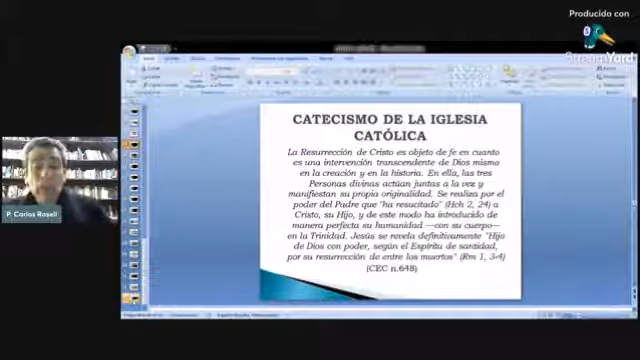 Producido con
StreamYard
CATECISMO DE LA IGLESIA
CATÓLICA
La Resurrección de Cristo es objeto de fe en cuanto
es una intervención transcendente de Dios mismo
en la creación y en la historia. En ella, las tres
Personas divinas actúan juntas a la vez y
manifiestan su propia originalidad. Se realiza por el
poder del Padre que "ha resucitado" (Hch 2, 24) a
Cristo, su Hijo, y de este modo ha introducido de
manera perfecta su humanidad —con su cuerpo—
en la Trinidad. Jesús se revela definitivamente "Hijo
de Dios con poder, según el Espíritu de santidad,
por su resurrección de entre los muertos" (Rm 1, 3-4)
(CEC n.648)
P. Carlos Rosell